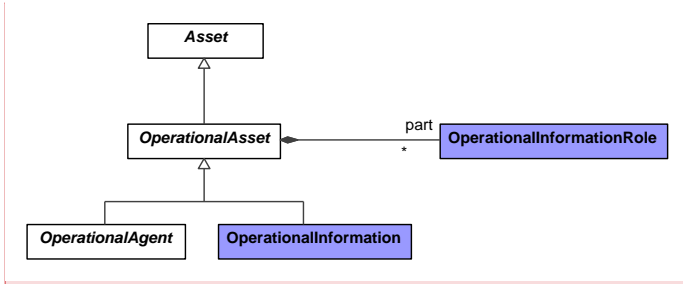 Asset
OperationalAsset
part
*
OperationalInformationRole
OperationalAgent
OperationalInformation